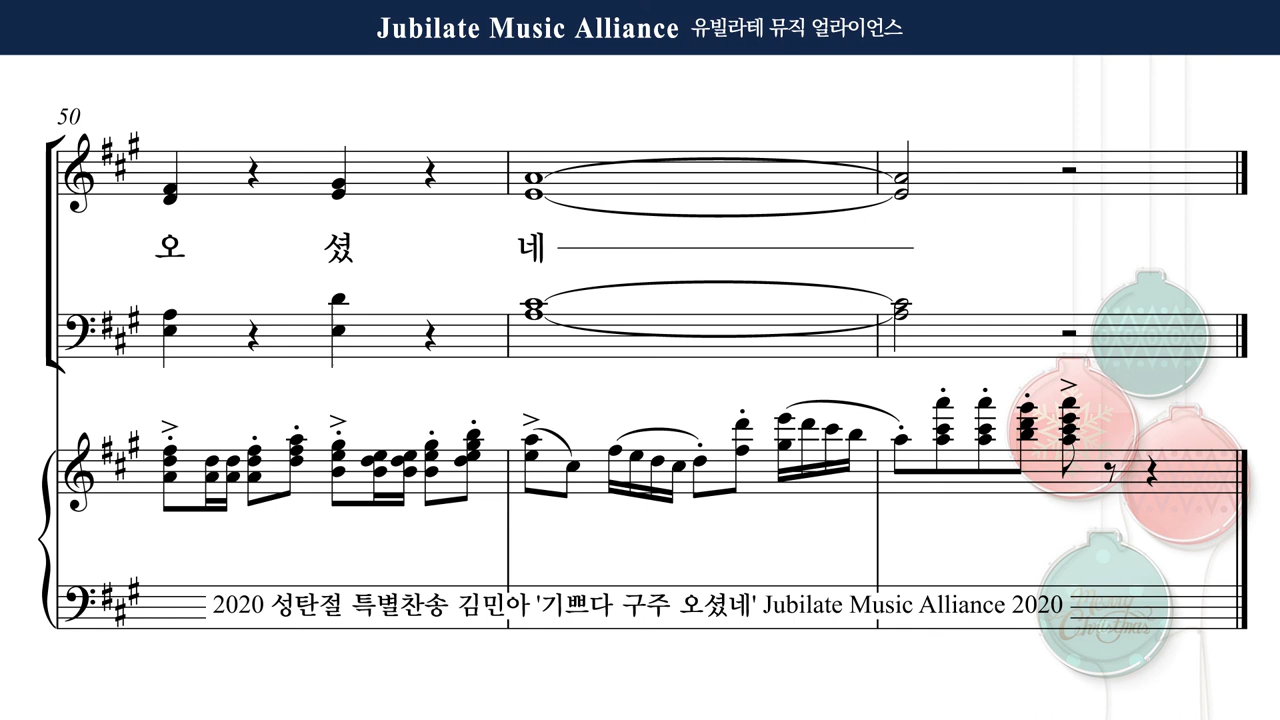 Jubilate Music Alliance 유빌라테 뮤직 얼라이언스
50
오 셨 네
2020 성탄절 특별찬송 김민아 '기쁘다 구주 오셨네' Jubilate Music Alliance 2020
Merry
Christmas